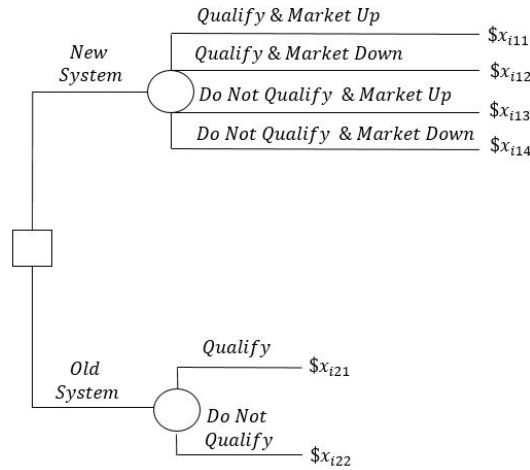 Qualify & Market Up
$x_{i11}
New
System
Qualify & Market Down
$x_{i12}
Do Not Qualify & Market Up
$x_{i13}
Do Not Qualify & Market Down
$x_{i14}
Qualify
$x_{i21}
Old
System
Do Not
Qualify
$x_{i22}